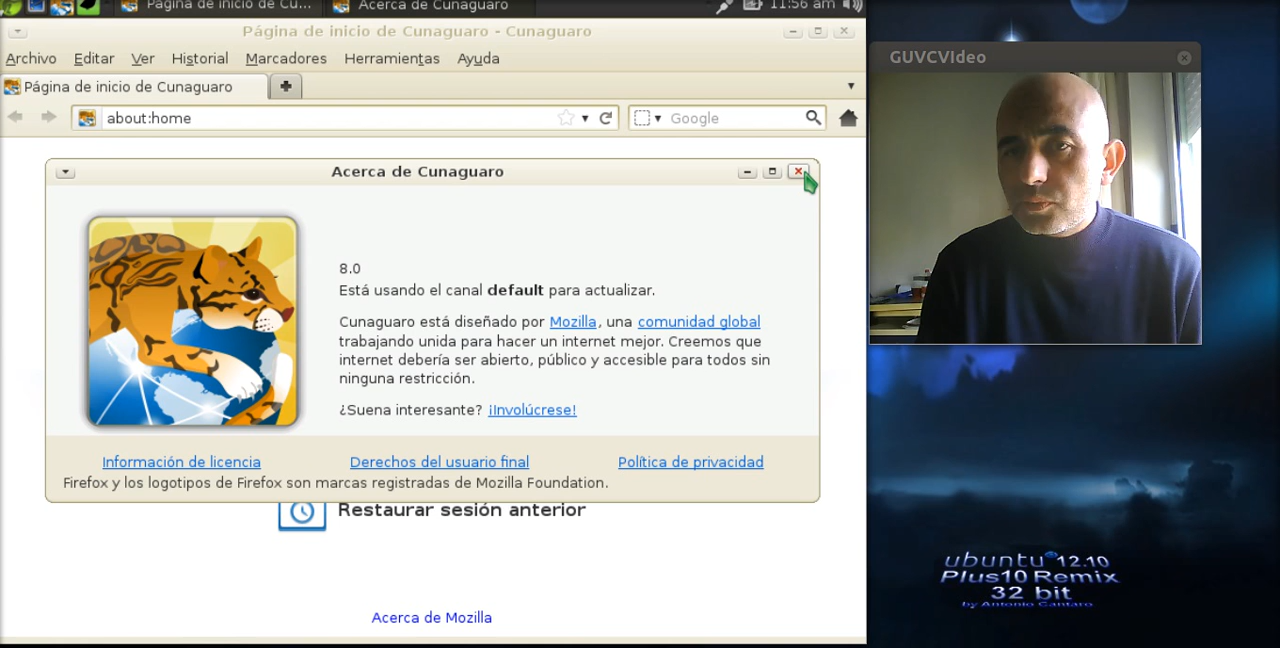 Página de inicio de Cu...
Acerca de Cunaguaro
11:56 am
Página de inicio de Cunaguaro - Cunaguaro
Archivo Editar Ver Historial Marcadores Herramientas Ayuda
Página de inicio de Cunaguaro
about:home
Google
Acerca de Cunaguaro
8.0
Está usando el canal default para actualizar.
Cunaguaro está diseñado por Mozilla, una comunidad global
trabajando unida para hacer un internet mejor. Creemos que
internet debería ser abierto, público y accesible para todos sin
ninguna restricción.
¿Suena interesante? ¡Involúcrese!
Información de licencia Derechos del usuario final Política de privacidad
Firefox y los logotipos de Firefox son marcas registradas de Mozilla Foundation.
Restaurar sesión anterior
Acerca de Mozilla
GUVCVideo
ubuntu 12.10
Plus10 Remix
32 bit
by Antonio Cantaro